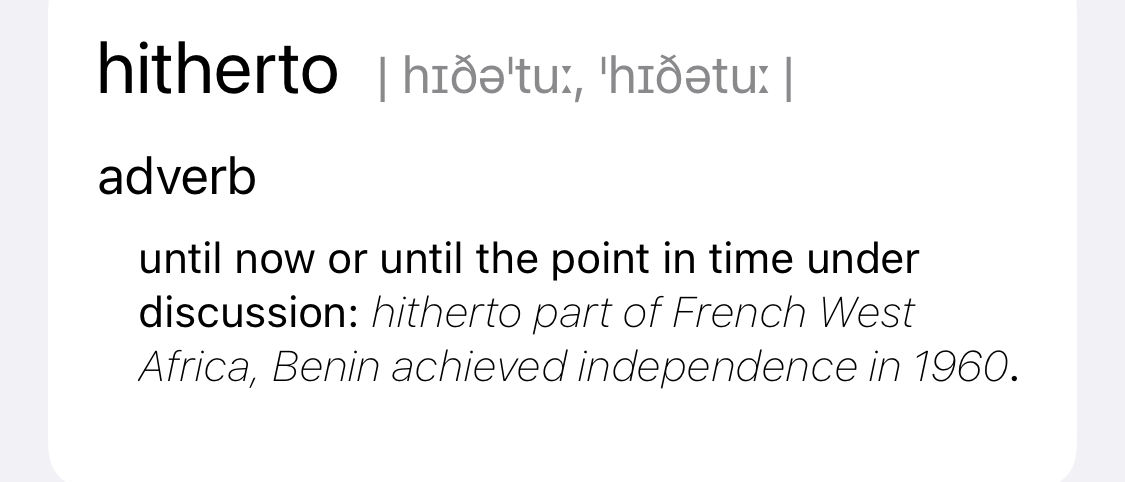 hitherto | hɪðəˈtuː, ˈhɪðətuː |
adverb
until now or until the point in time under
discussion: hitherto part of French West
Africa, Benin achieved independence in 1960.